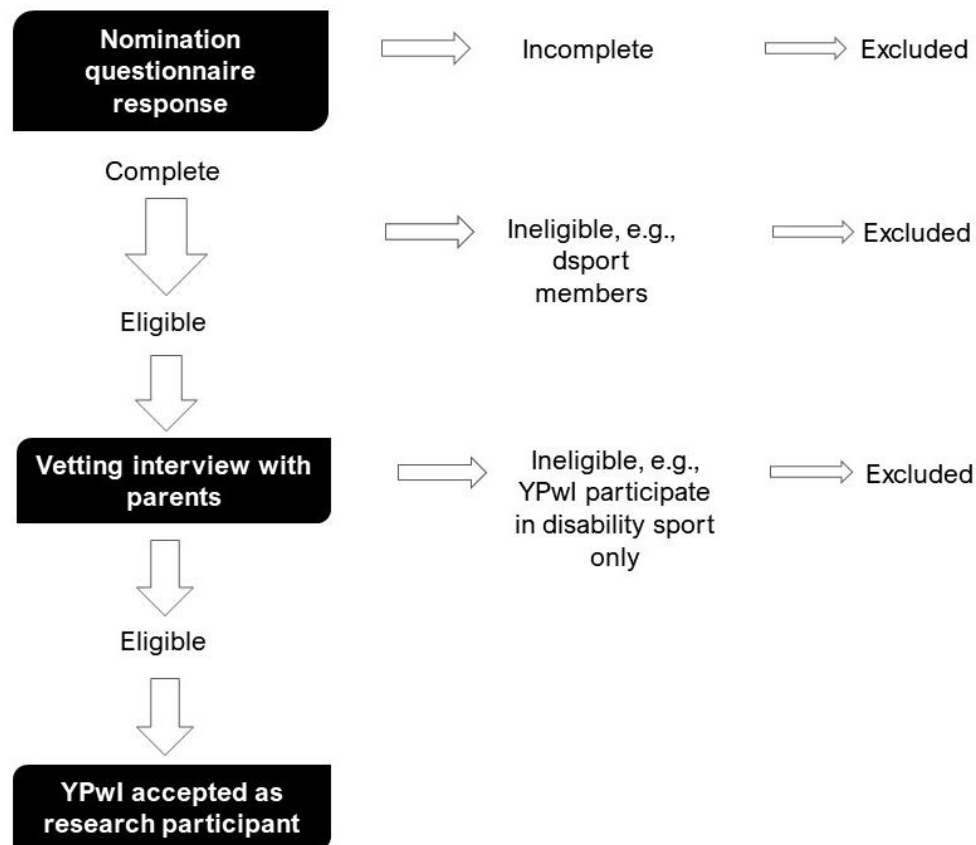 Nomination
questionnaire
response
Incomplete
Excluded
Complete
Ineligible, e.g.,
dsport
members
Excluded
Eligible
Vetting interview with
parents
Ineligible, e.g.,
YPwI participate
in disability sport
only
Excluded
Eligible
YPwI accepted as
research participant